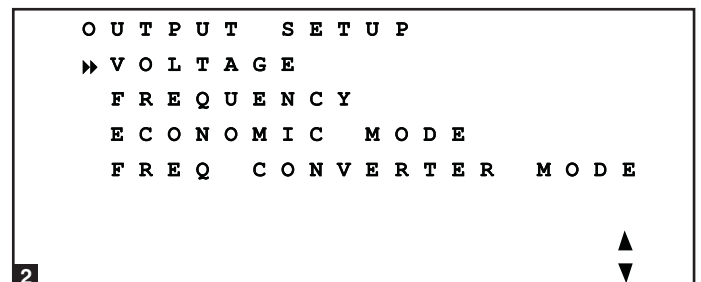 OUTPUT SETUP
VOLTAGE
FREQUENCY
ECONOMIC MODE
FREQ CONVERTER MODE
2